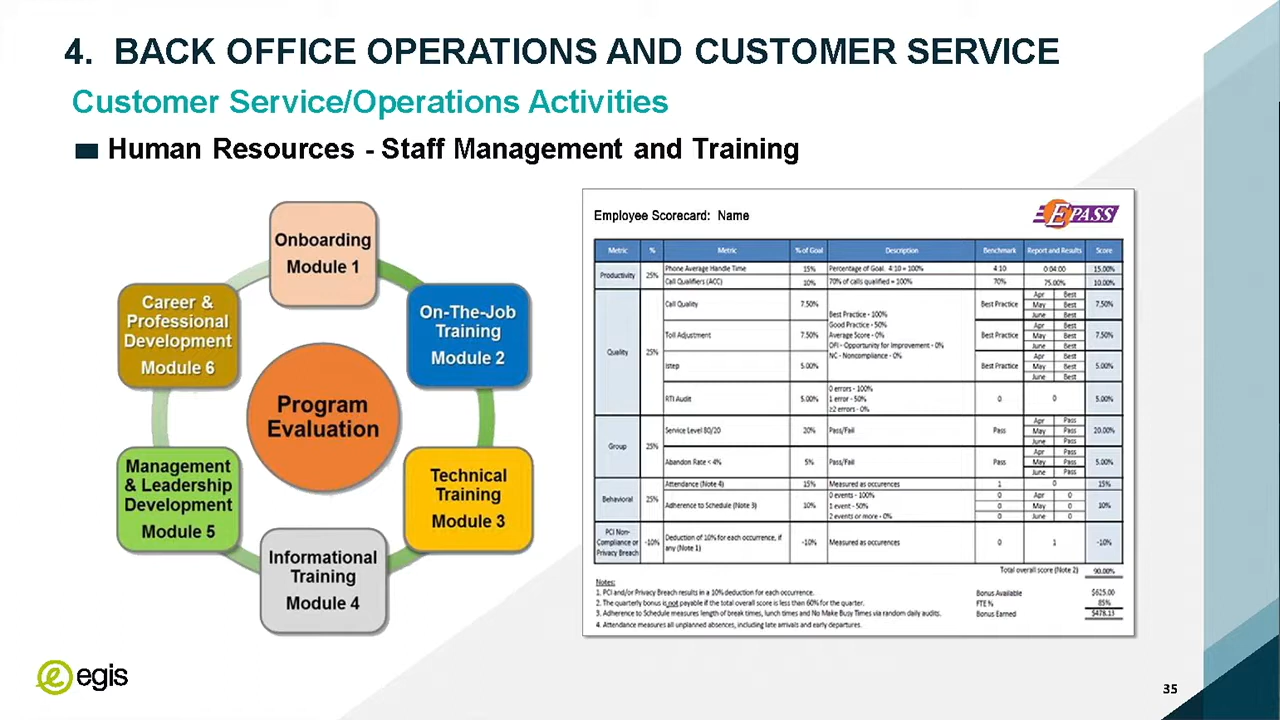 4. BACK OFFICE OPERATIONS AND CUSTOMER SERVICE
Customer Service/Operations Activities
Human Resources - Staff Management and Training
Onboarding
Module 1
On-The-Job
Training
Module 2
Technical
Training
Module 3
Informational
Training
Module 4
Management
& Leadership
Development
Module 5
Career &
Professional
Development
Module 6
Program
Evaluation
Employee Scorecard: Name
E PASS
Metric % Metric % of Goal Description Benchmark Report and Results Score
Productivity 25% Phone Average Handle Time 15% Percentage of Goal. 4:10 = 100% 4:10 0:04:00 15.00%
Call Qualifiers (ACC) 10% 70% of calls qualified = 100% 70% 75.00% 10.00%
Quality 25%
Call Quality 7.50% Best Practice Apr Best May Best June Best 7.50%
Toll Adjustment 7.50% Best Practice Apr Best May Best June Best 7.50%
Istep 5.00% Best Practice Apr Best May Best June Best 5.00%
Best Practice - 100%
Good Practice - 50%
Average Score - 0%
OFI - Opportunity for Improvement - 0%
NC - Noncompliance - 0%
RTI Audit 5.00% 0 0 5.00%
0 errors - 100%
1 error - 50%
≥2 errors - 0%
Group 25%
Service Level 80/20 20% Pass/Fail Pass Apr Pass May Pass June Pass 20.00%
Abandon Rate < 4% 5% Pass/Fail Pass Apr Pass May Pass June Pass 5.00%
Behavioral 25%
Attendance (Note 4) 15% Measured as occurences 1 0 15%
Adherence to Schedule (Note 3) 10% 0 events - 100% 0 Apr 0 10%
1 event - 50% 0 May 0
2 events or more - 0% 0 June 0
PCI Non-
Compliance or
Privacy Breach
-10% Deduction of 10% for each occurrence, if
any (Note 1)
-10% Measured as occurences 0 1 -10%
Total overall score (Note 2) 90.00%
Notes:
1. PCI and/or Privacy Breach results in a 10% deduction for each occurrence.
2. The quarterly bonus is not payable if the total overall score is less than 60% for the quarter.
3. Adherence to Schedule measures length of break times, lunch times and No Make Busy Times via random daily audits.
4. Attendance measures all unplanned absences, including late arrivals and early departures.
Bonus Available $625.00
FTE % 85%
Bonus Earned $478.13
egis
35